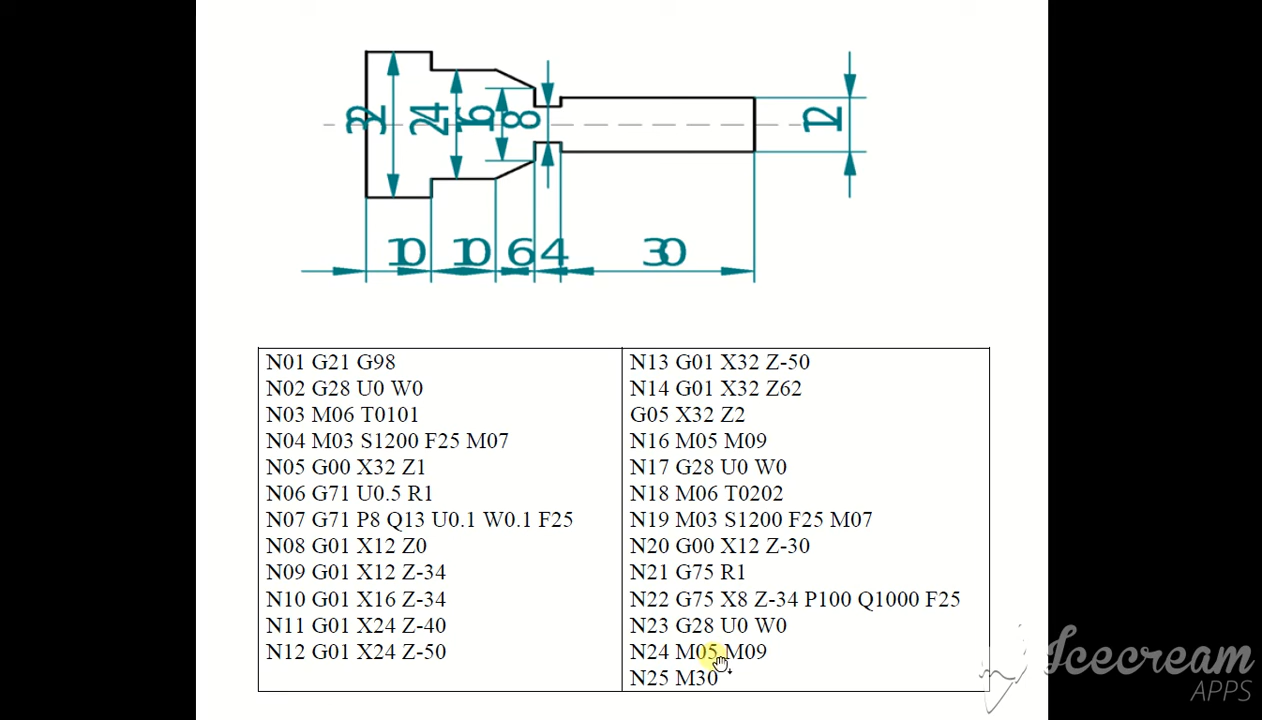 32
24
16
8
12
10
10
6
4
30
N01 G21 G98
N02 G28 U0 W0
N03 M06 T0101
N04 M03 S1200 F25 M07
N05 G00 X32 Z1
N06 G71 U0.5 R1
N07 G71 P8 Q13 U0.1 W0.1 F25
N08 G01 X12 Z0
N09 G01 X12 Z-34
N10 G01 X16 Z-34
N11 G01 X24 Z-40
N12 G01 X24 Z-50
N13 G01 X32 Z-50
N14 G01 X32 Z62
G05 X32 Z2
N16 M05 M09
N17 G28 U0 W0
N18 M06 T0202
N19 M03 S1200 F25 M07
N20 G00 X12 Z-30
N21 G75 R1
N22 G75 X8 Z-34 P100 Q1000 F25
N23 G28 U0 W0
N24 M05 M09
N25 M30
Icecream
APPS